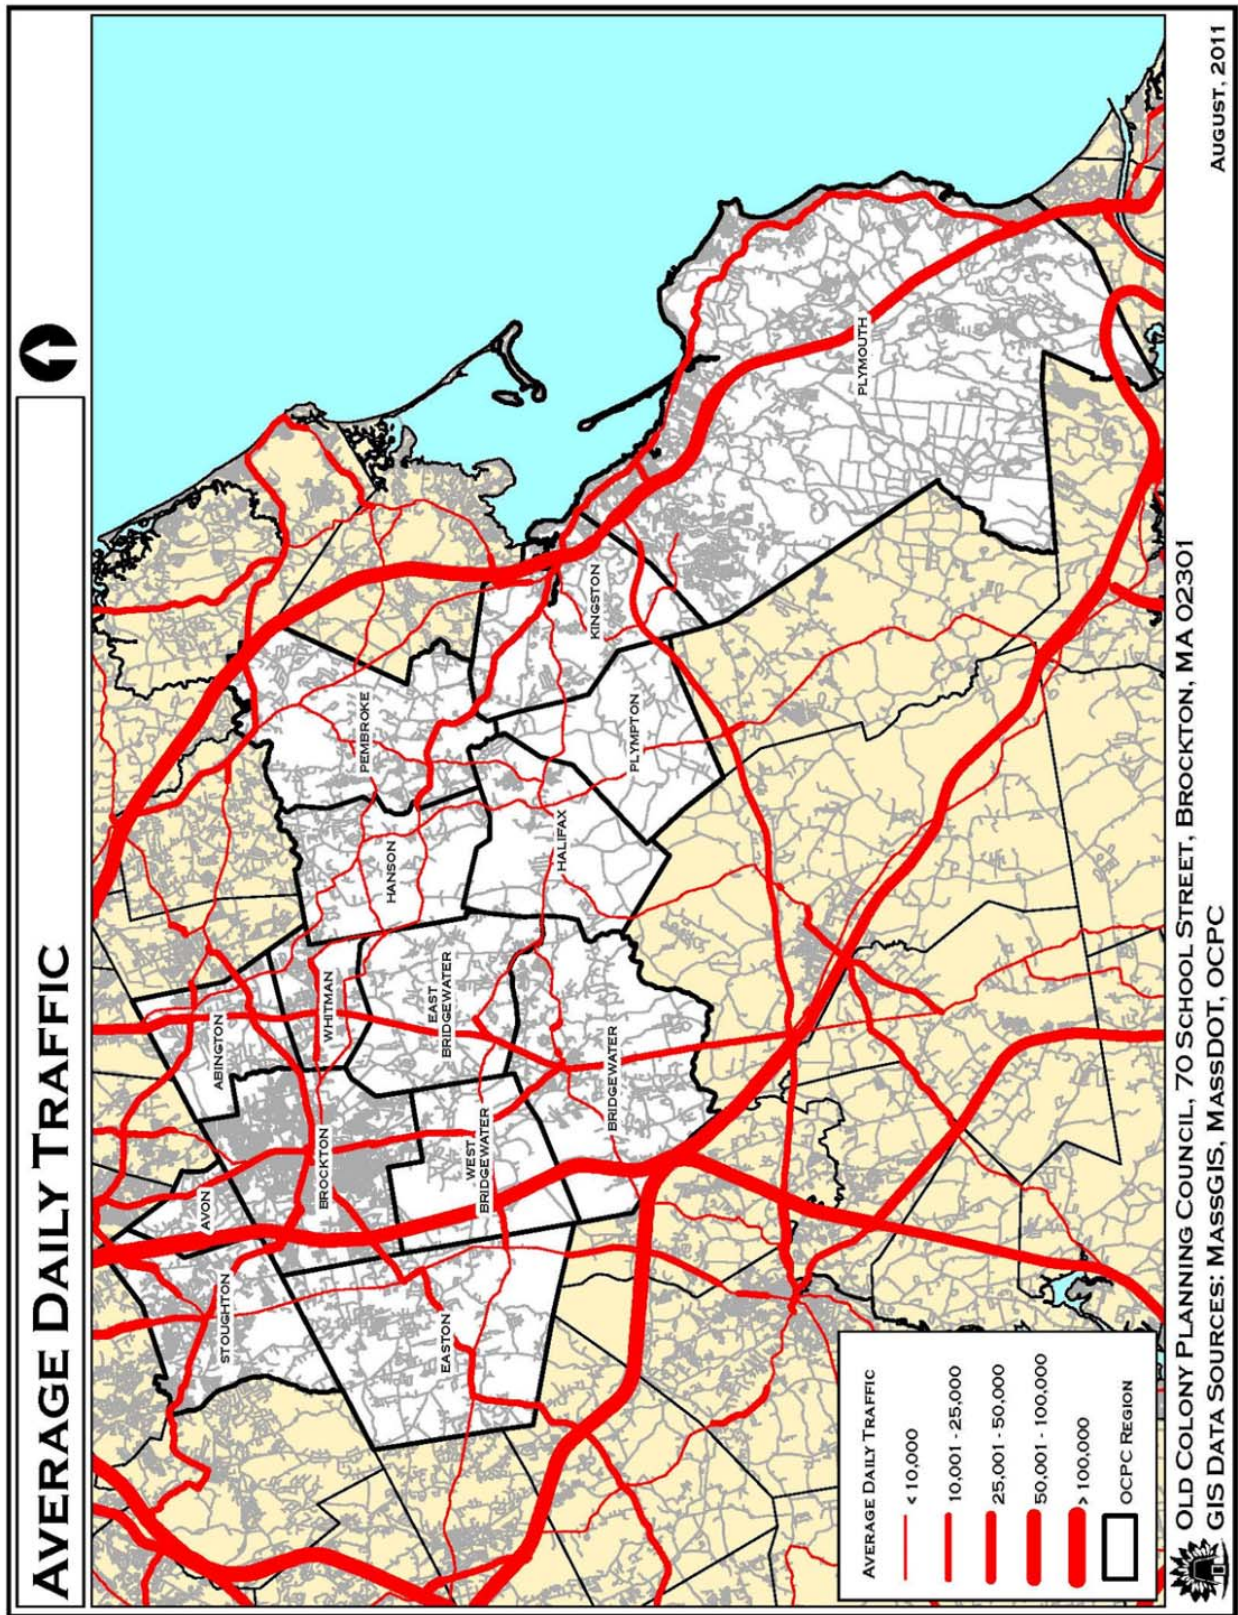 AVERAGE DAILY TRAFFIC
STOUGHTON
AVON
ABINGTON
BROCKTON
WHITMAN
HANSON
PEMBROKE
EASTON
WEST
BRIDGEWATER
EAST
BRIDGEWATER
BRIDGEWATER
HALIFAX
PLYMPTON
KINGSTON
PLYMOUTH
AVERAGE DAILY TRAFFIC
< 10,000
10,001 - 25,000
25,001 - 50,000
50,001 - 100,000
> 100,000
OCPC REGION
OLD COLONY PLANNING COUNCIL, 70 SCHOOL STREET, BROCKTON, MA 02301
GIS DATA SOURCES: MASSGIS, MASSDOT, OCPC
AUGUST, 2011